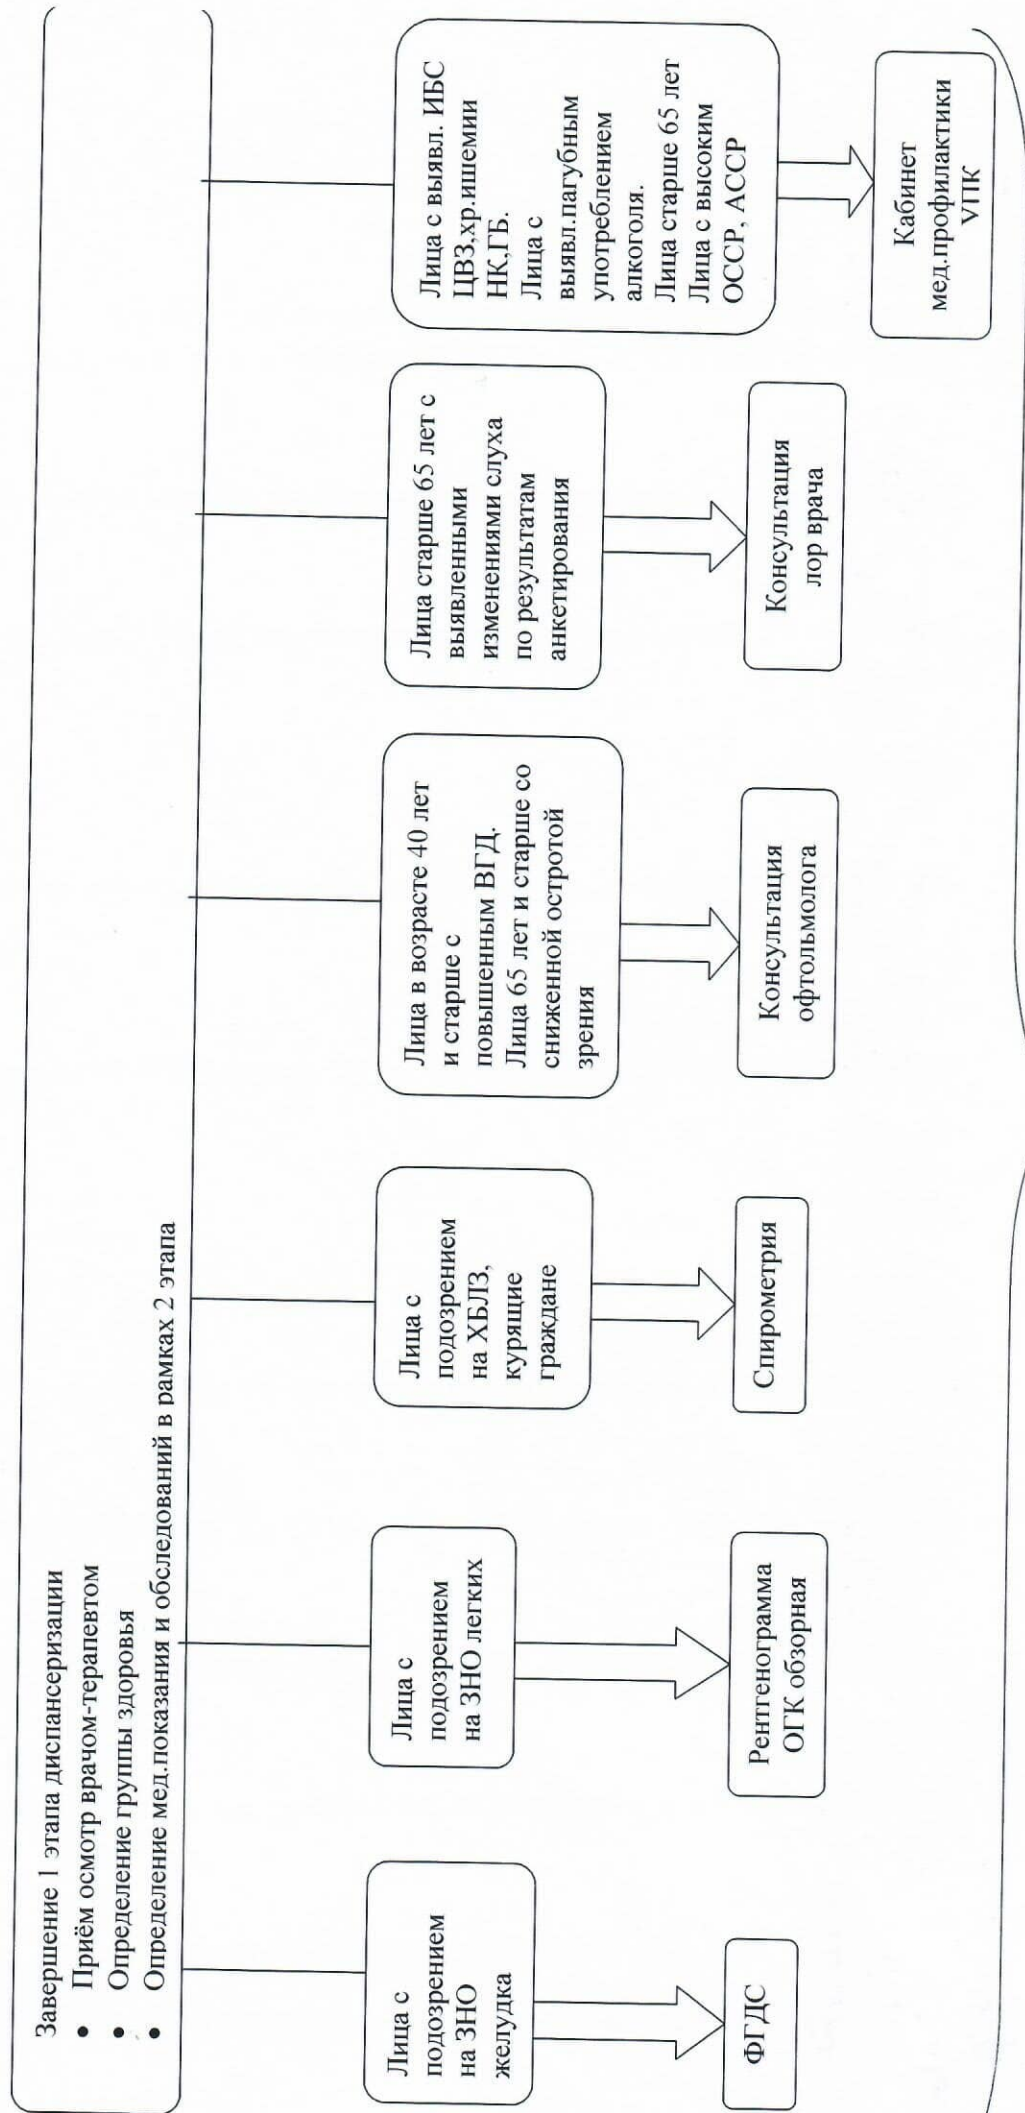 Завершение 1 этапа диспансеризации
• Приём осмотр врачом-терапевтом
• Определение группы здоровья
• Определение мед.показания и обследований в рамках 2 этапа
Лица с
подозрением
на ЗНО
желудка
ФГДС
Лица с
подозрением
на ЗНО легких
Рентгенограмма
ОГК обзорная
Лица с
подозрением
на ХБЛЗ,
курящие
граждане
Спирометрия
Лица в возрасте 40 лет
и старше с
повышенным ВГД.
Лица 65 лет и старше со
сниженной остротой
зрения
Консультация
офтольмолога
Лица старше 65 лет с
выявленными
изменениями слуха
по результатам
анкетирования
Консультация
лор врача
Лица с выявл. ИБС
ЦВЗ,хр.ишемии
НК,ГБ.
Лица с
выявл.пагубным
употреблением
алкоголя.
Лица старше 65 лет
Лица с высоким
ОССР, АССР
Кабинет
мед.профилактики
УПК